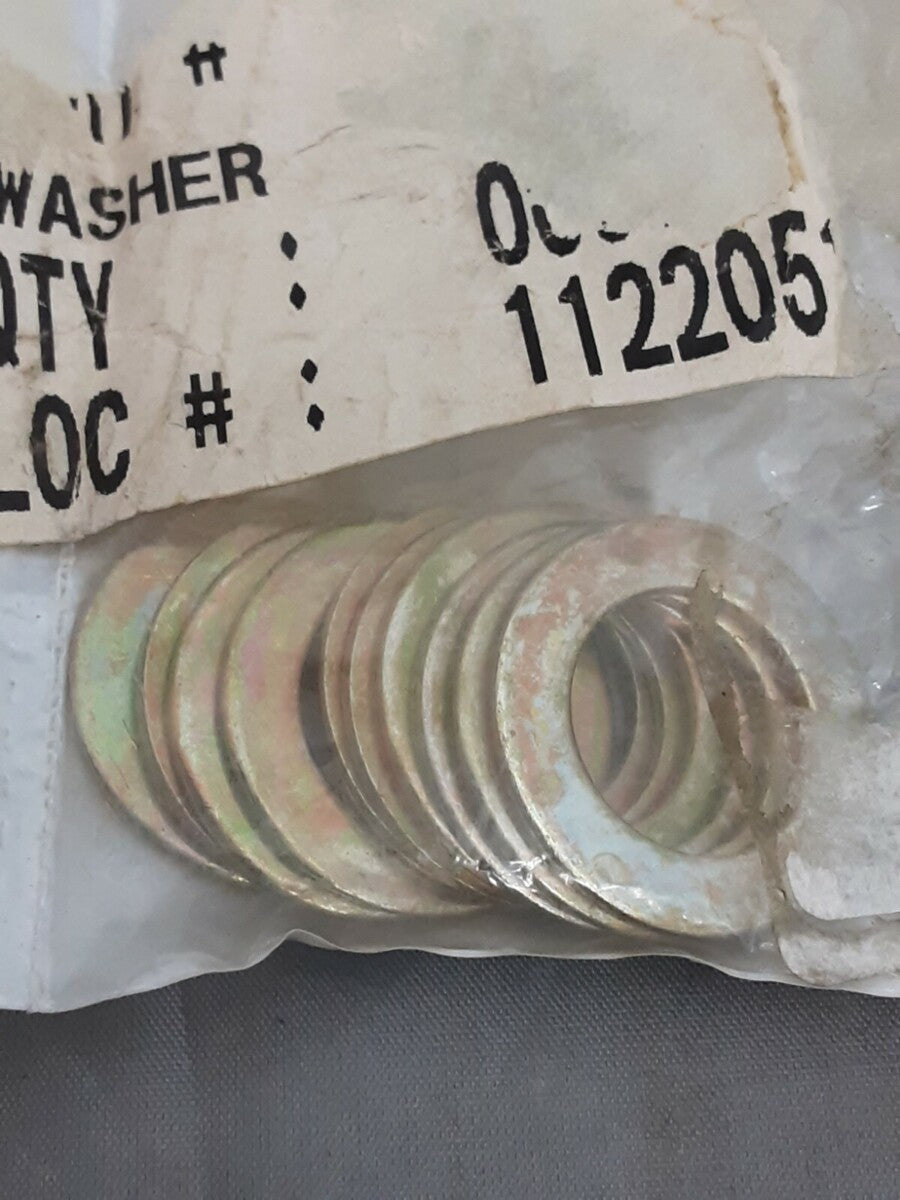 #
WASHER
QTY :
LOC # : 112205